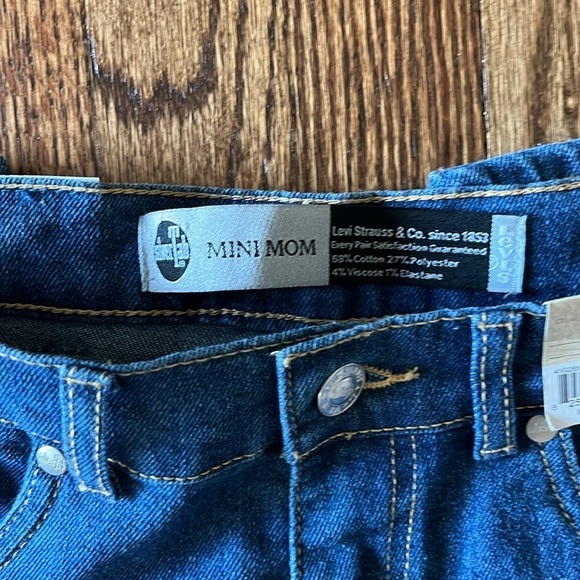 SilverTab
MINI MOM
Levi Strauss & Co. since 1853
Every Pair Satisfaction Guaranteed
68% Cotton 27% Polyester
4% Viscose 1% Elastane
Levi's